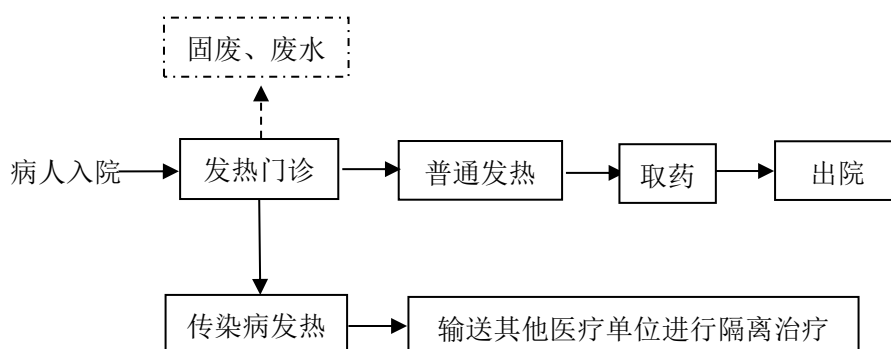 固废、废水
病人入院
发热门诊
普通发热
取药
出院
传染病发热
输送其他医疗单位进行隔离治疗